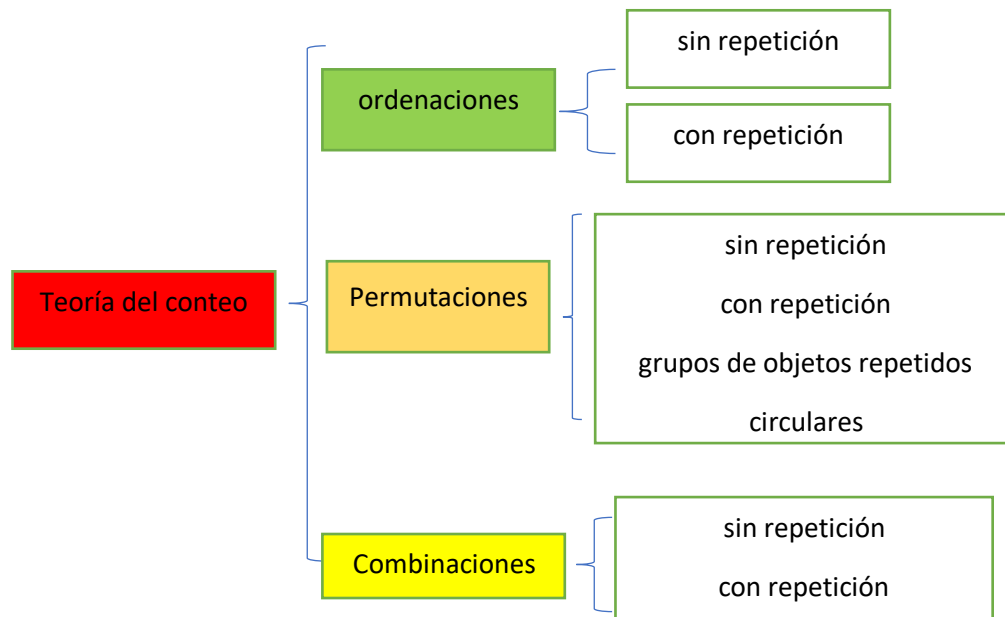 Teoría del conteo
ordenaciones
sin repetición
con repetición
Permutaciones
sin repetición
con repetición
grupos de objetos repetidos
circulares
Combinaciones
sin repetición
con repetición